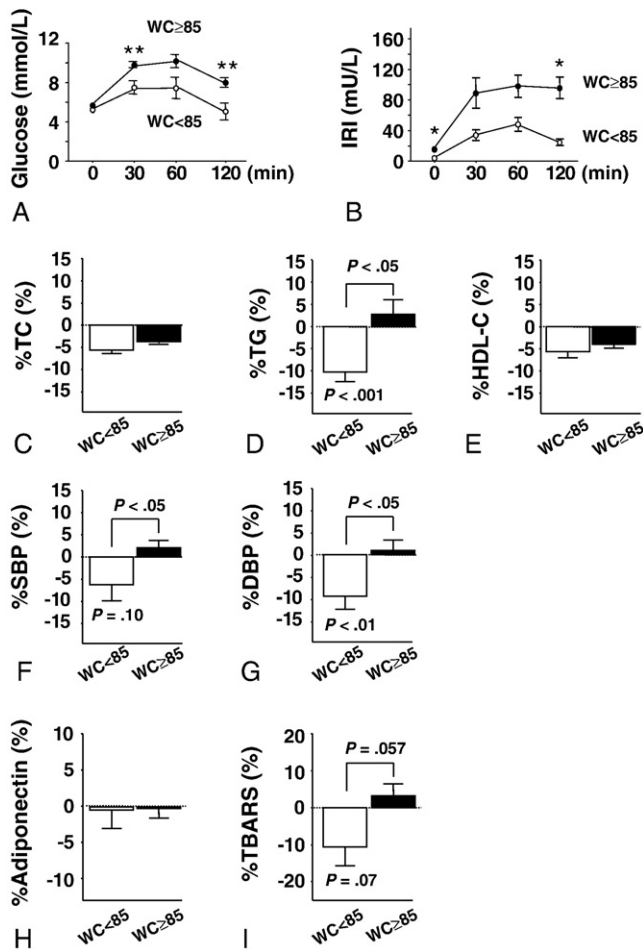 Glucose (mmol/L)
12
8
4
0
WC≥85
**
**
WC<85
0 30 60 120 (min)
A
IRI (mU/L)
160
120
80
40
0
*
*
WC≥85
WC<85
0 30 60 120 (min)
B
%TC (%)
15
10
5
0
-5
-10
-15
WC<85 WC≥85
C
%TG (%)
15
10
5
0
-5
-10
-15
P < .05
P < .001
WC<85 WC≥85
D
%HDL-C (%)
15
10
5
0
-5
-10
-15
WC<85 WC≥85
E
%SBP (%)
15
10
5
0
-5
-10
-15
P < .05
P = .10
WC<85 WC≥85
F
%DBP (%)
15
10
5
0
-5
-10
-15
P < .05
P < .01
WC<85 WC≥85
G
%Adiponectin (%)
10
5
0
-5
-10
WC<85 WC≥85
H
%TBARS (%)
20
10
0
-10
-20
P = .057
P = .07
WC<85 WC≥85
I